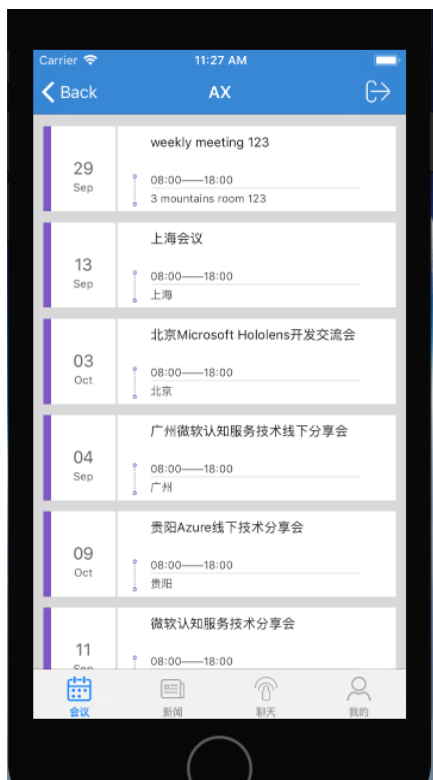 Carrier 11:27 AM
Back AX
weekly meeting 123
29
Sep
08:00——18:00
3 mountains room 123
上海会议
13
Sep
08:00——18:00
上海
北京Microsoft Hololens开发交流会
03
Oct
08:00——18:00
北京
广州微软认知服务技术线下分享会
04
Sep
08:00——18:00
广州
贵阳Azure线下技术分享会
09
Oct
08:00——18:00
贵阳
微软认知服务技术分享会
11
Sep
08:00——18:00
会议 新闻 聊天 我的